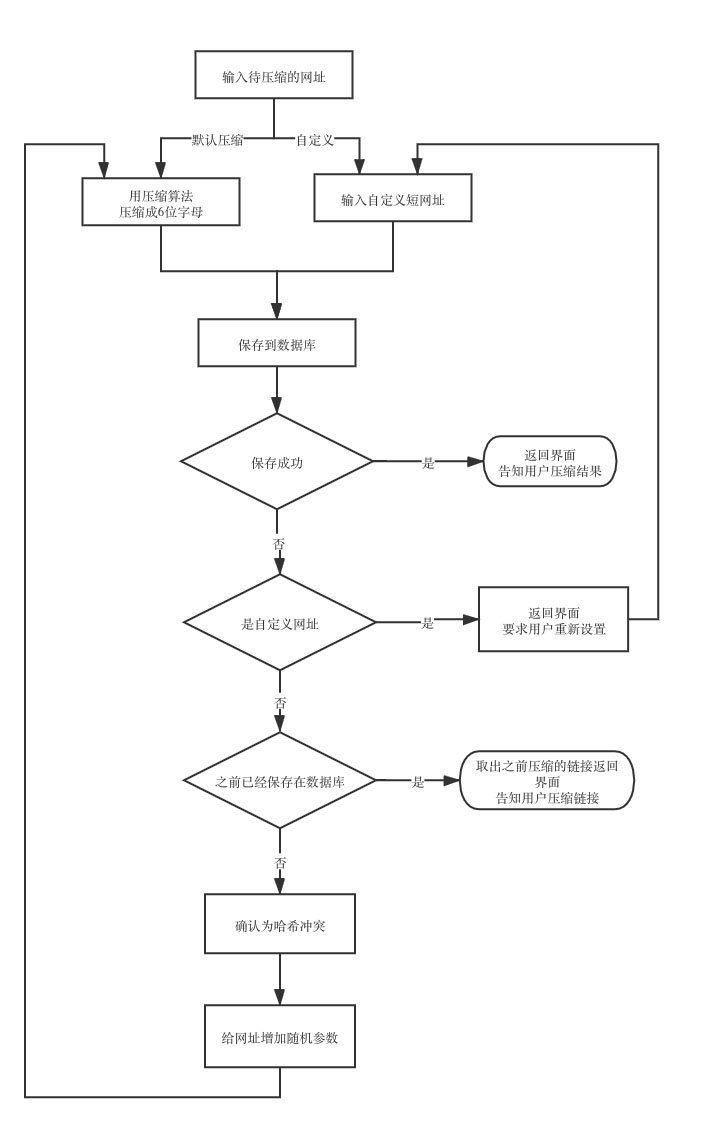 输入待压缩的网址
默认压缩
自定义
用压缩算法
压缩成6位字母
输入自定义短网址
保存到数据库
保存成功
是
返回界面
告知用户压缩结果
否
是自定义网址
是
返回界面
要求用户重新设置
否
之前已经保存在数据库
是
取出之前压缩的链接返回
界面
告知用户压缩链接
否
确认为哈希冲突
给网址增加随机参数